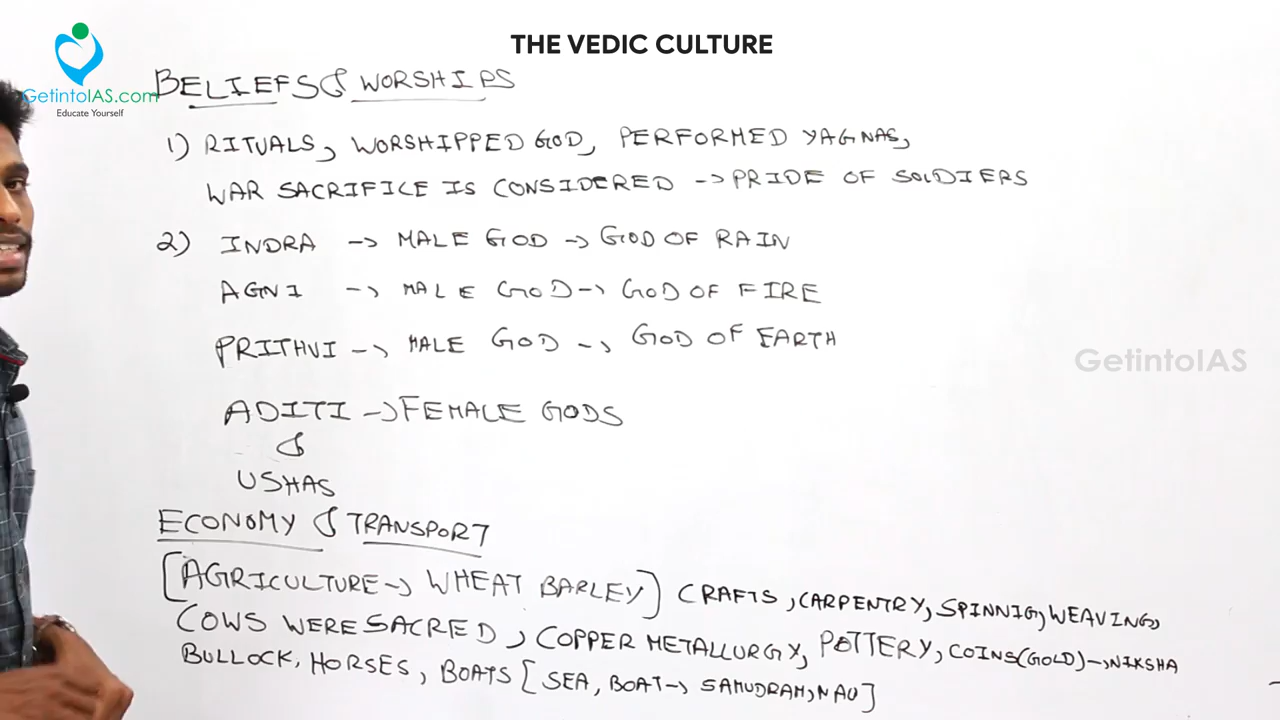 THE VEDIC CULTURE
GetintoIAS.com
Educate Yourself
BELIEFS & WORSHIPS
1) RITUALS, WORSHIPPED GOD, PERFORMED YAGNAS,
WAR SACRIFICE IS CONSIDERED → PRIDE OF SOLDIERS
2) INDRA → MALE GOD → GOD OF RAIN
AGNI → MALE GOD → GOD OF FIRE
PRITHVI → MALE GOD → GOD OF EARTH
GetintoIAS
ADITI → FEMALE GODS
&
USHAS
ECONOMY & TRANSPORT
[AGRICULTURE → WHEAT BARLEY] CRAFTS, CARPENTRY, SPINNIG, WEAVING,
COWS WERE SACRED, COPPER METALLURGY, POTTERY, COINS(GOLD) → NIKSHA
BULLOCK, HORSES, BOATS [SEA, BOAT → SAMUDRAM, NAU]